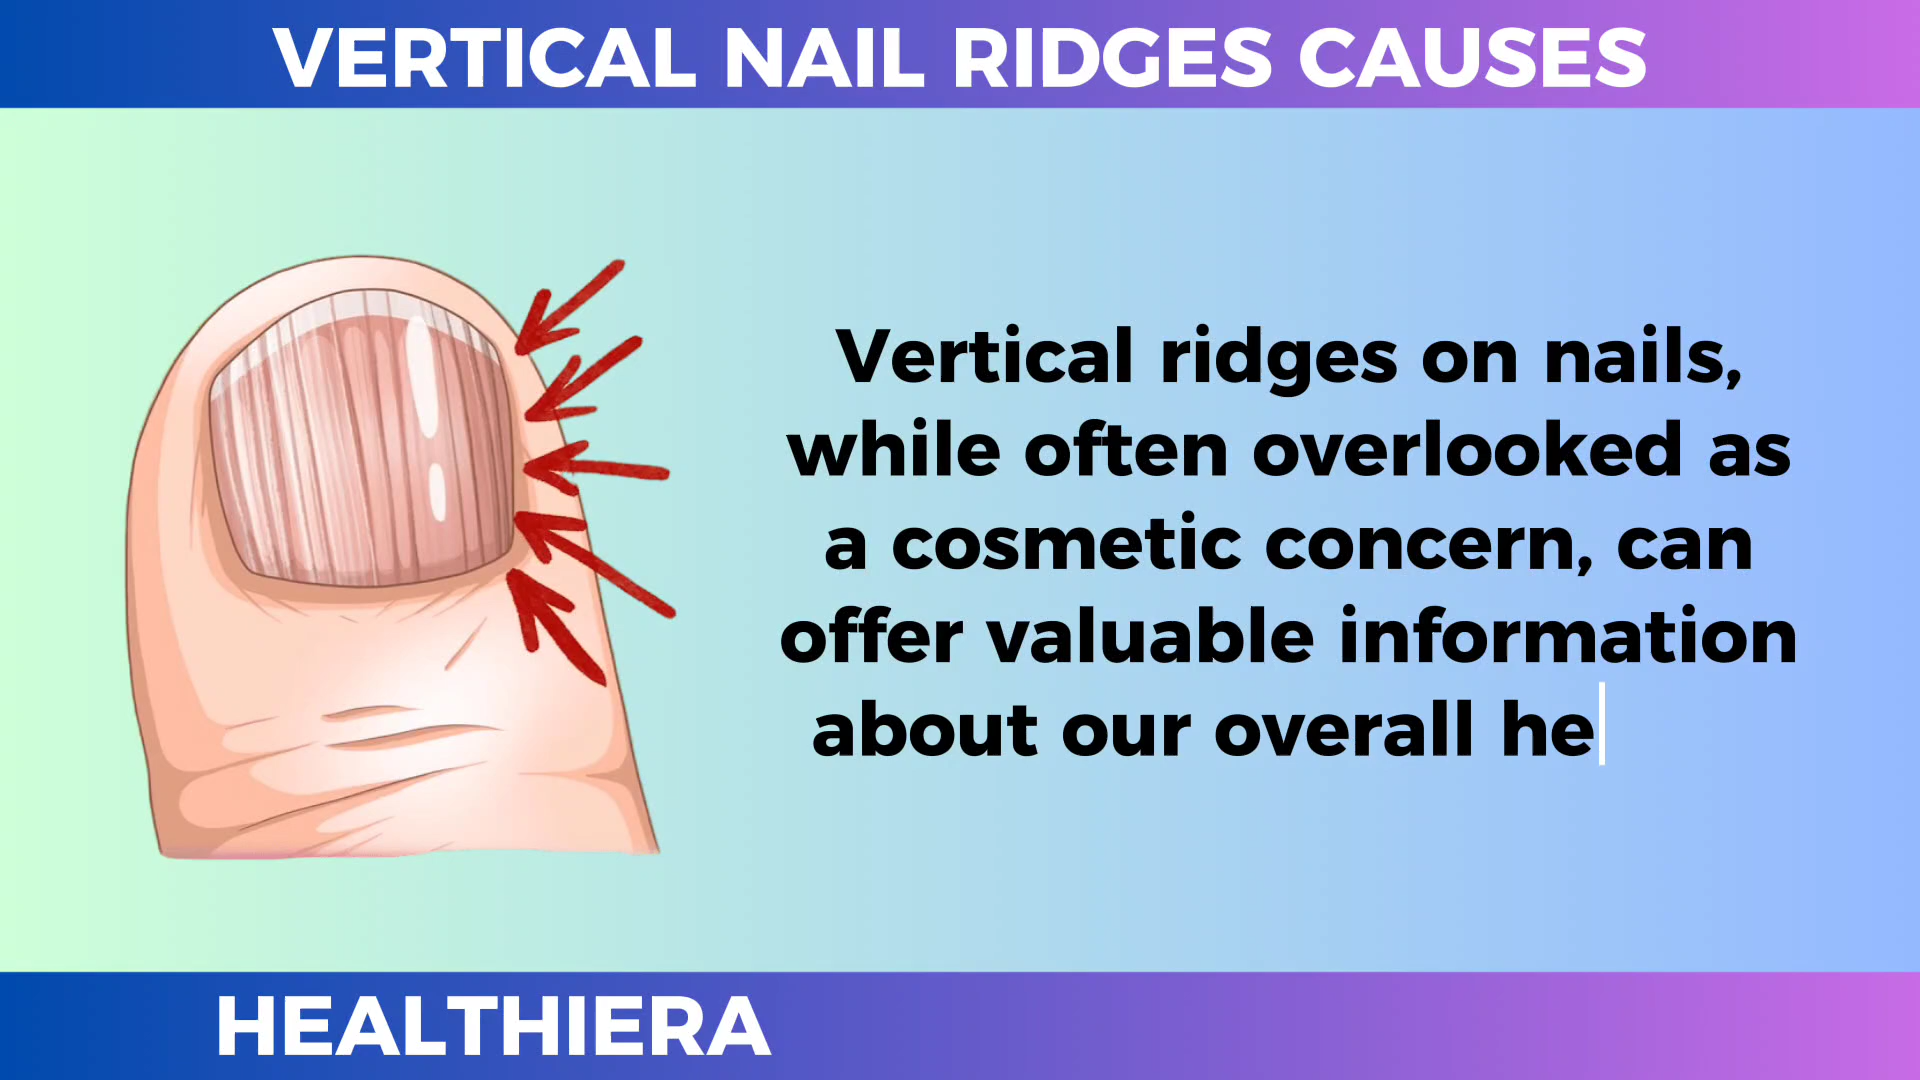 VERTICAL NAIL RIDGES CAUSES
Vertical ridges on nails,
while often overlooked as
a cosmetic concern, can
offer valuable information
about our overall he
HEALTHIERA